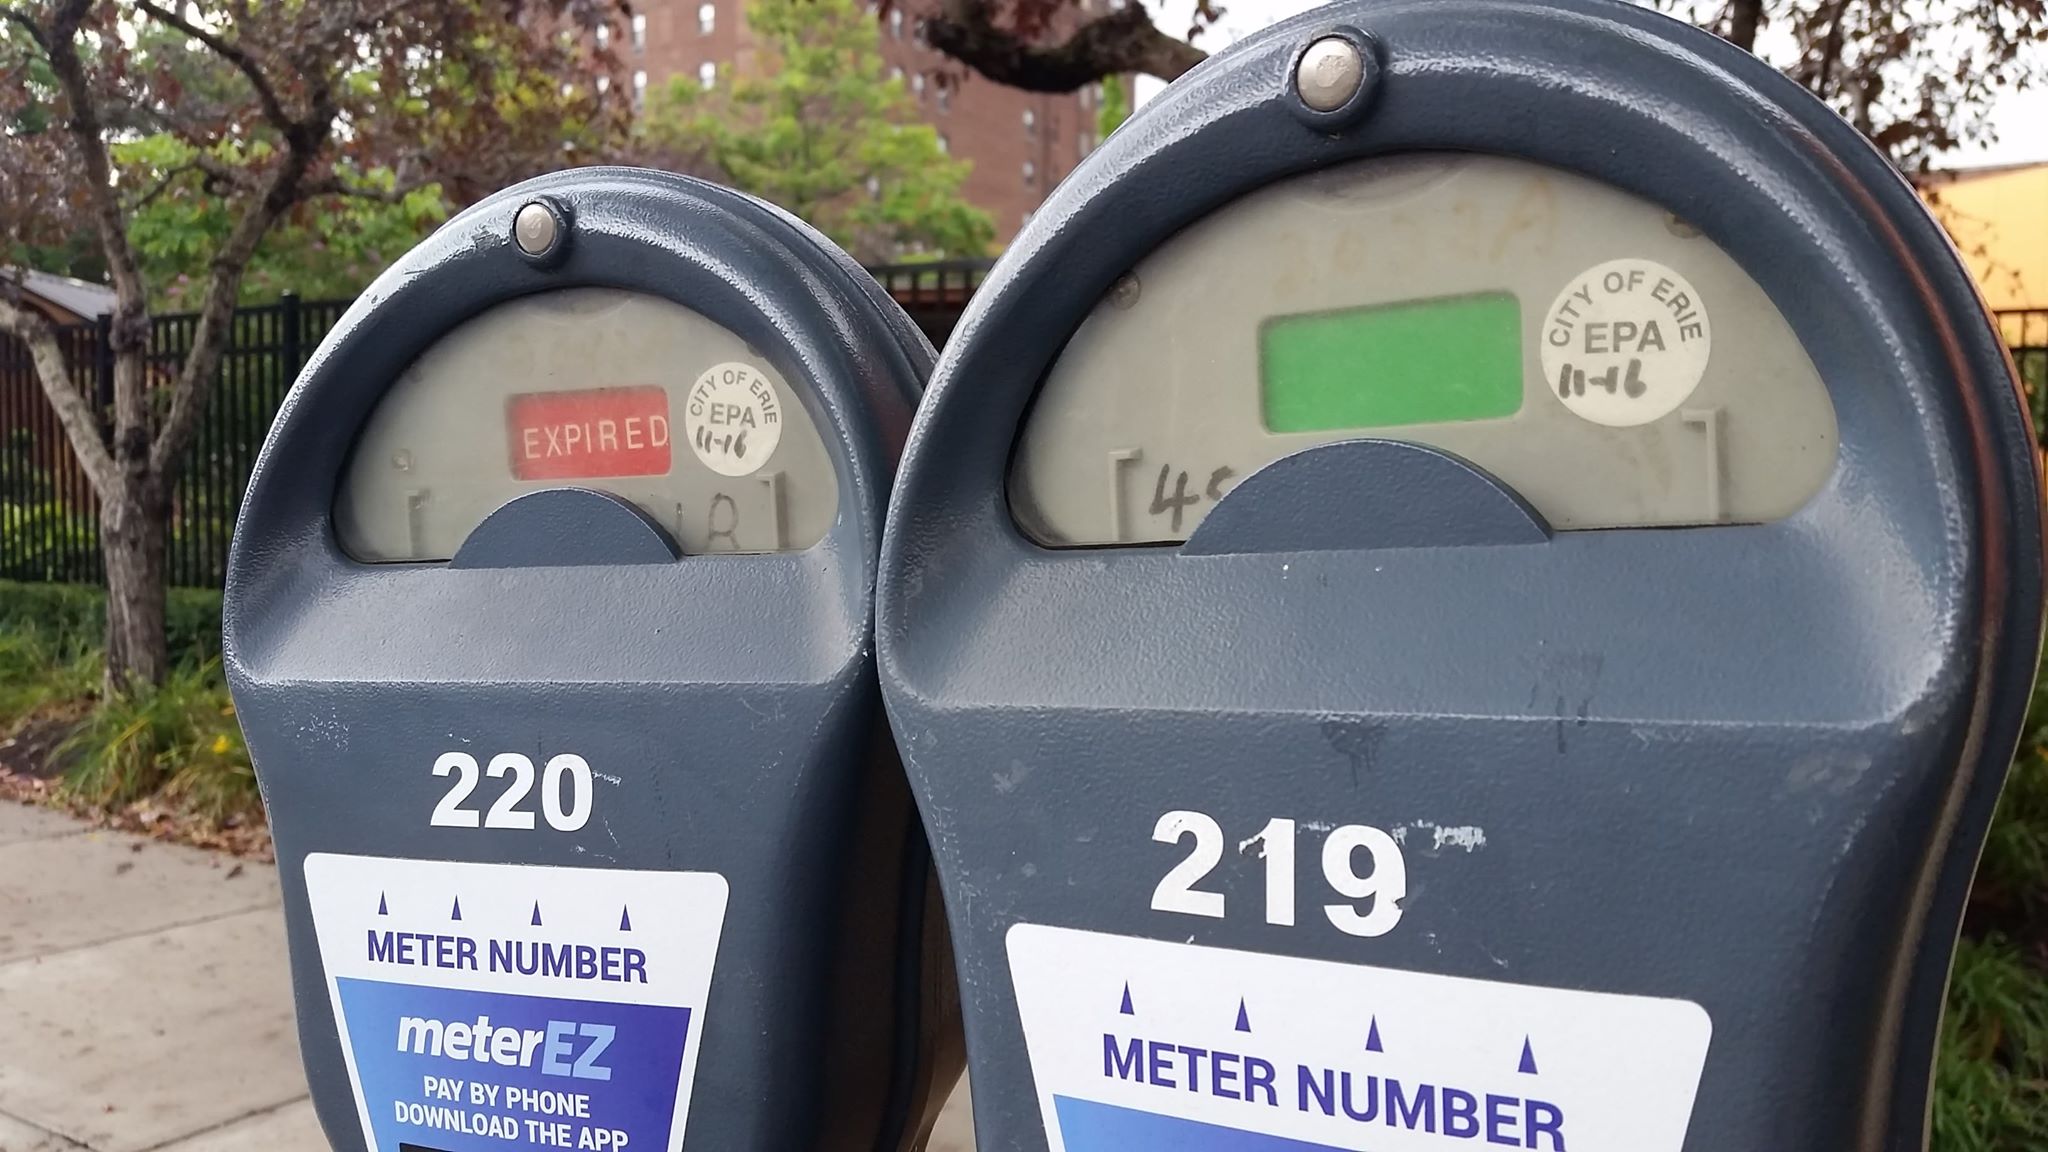 EXPIRED
CITY OF ERIE
EPA
11-16
220
METER NUMBER
meterEZ
PAY BY PHONE
DOWNLOAD THE APP
CITY OF ERIE
EPA
11-16
219
METER NUMBER